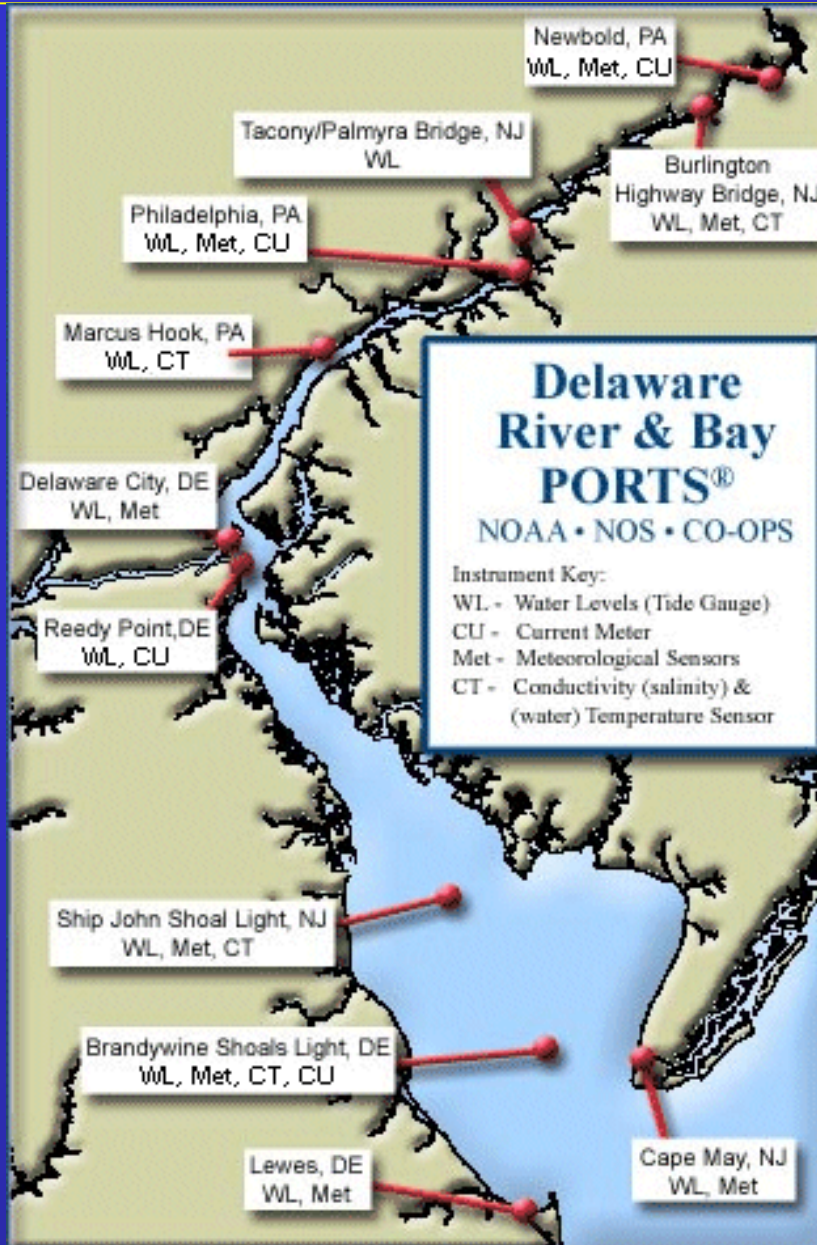 Newbold, PA
WL, Met, CU
Tacony/Palmyra Bridge, NJ
WL
Burlington
Highway Bridge, NJ
WL, Met, CT
Philadelphia, PA
WL, Met, CU
Marcus Hook, PA
WL, CT
Delaware
River & Bay
PORTS®
NOAA • NOS • CO-OPS
Instrument Key:
WL - Water Levels (Tide Gauge)
CU - Current Meter
Met - Meteorological Sensors
CT - Conductivity (salinity) &
(water) Temperature Sensor
Delaware City, DE
WL, Met
Reedy Point,DE
WL, CU
Ship John Shoal Light, NJ
WL, Met, CT
Brandywine Shoals Light, DE
WL, Met, CT, CU
Lewes, DE
WL, Met
Cape May, NJ
WL, Met